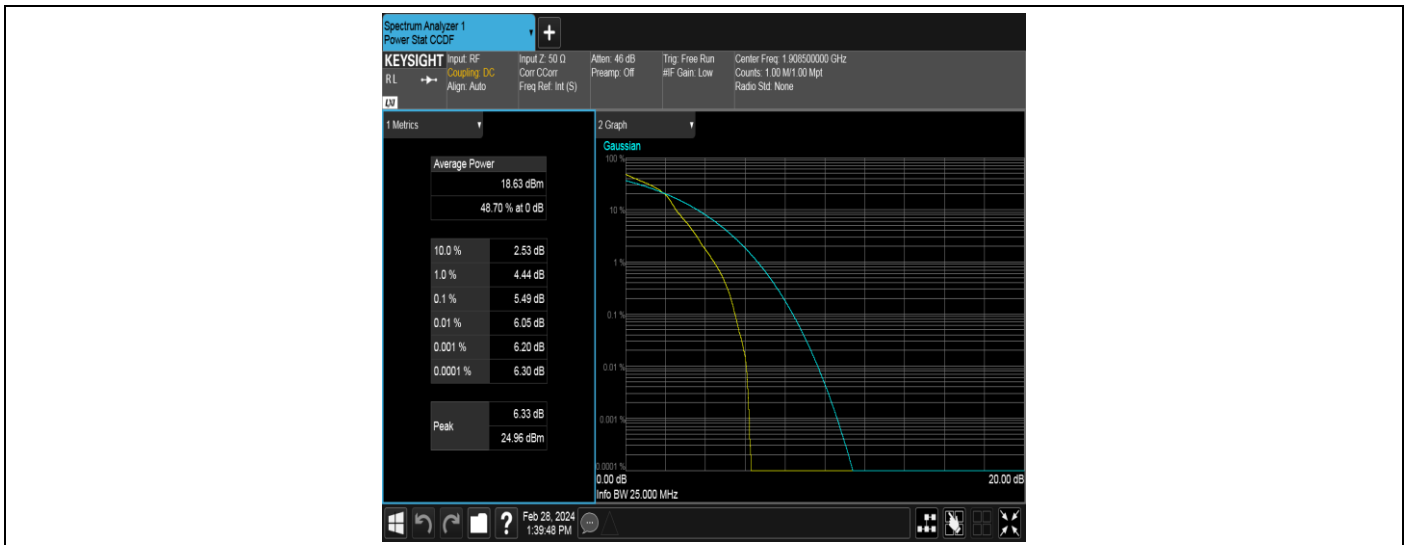 Spectrum Analyzer 1
Power Stat CCDF
+
KEYSIGHT
RL
LXI
Input: RF
Coupling: DC
Align: Auto
Input Z: 50 Ω
Corr CCorr
Freq Ref: Int (S)
Atten: 46 dB
Preamp: Off
Trig: Free Run
#IF Gain: Low
Center Freq: 1.908500000 GHz
Counts: 1.00 M/1.00 Mpt
Radio Std: None
1 Metrics
Average Power
18.63 dBm
48.70 % at 0 dB
10.0 % 2.53 dB
1.0 % 4.44 dB
0.1 % 5.49 dB
0.01 % 6.05 dB
0.001 % 6.20 dB
0.0001 % 6.30 dB
Peak
6.33 dB
24.96 dBm
2 Graph
Gaussian
100 %
10 %
1 %
0.1 %
0.01 %
0.001 %
0.0001 %
0.00 dB 20.00 dB
Info BW 25.000 MHz
?
Feb 28, 2024
1:39:48 PM